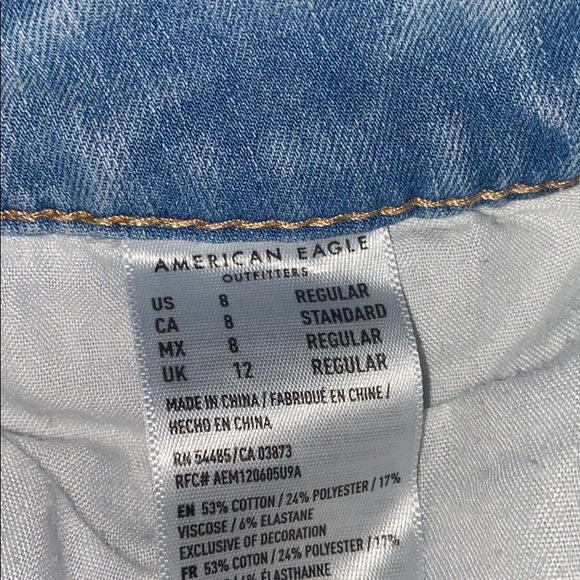 AMERICAN EAGLE
OUTFITTERS
US 8 REGULAR
CA 8 STANDARD
MX 8 REGULAR
UK 12 REGULAR
MADE IN CHINA / FABRIQUÉ EN CHINE /
HECHO EN CHINA
RN 54485/CA 03873
RFC# AEM120605U9A
EN 53% COTTON / 24% POLYESTER / 17%
VISCOSE / 6% ELASTANE
EXCLUSIVE OF DECORATION
FR 53% COTON / 24% POLYESTER / 17%
/ 6% ÉLASTHANNE